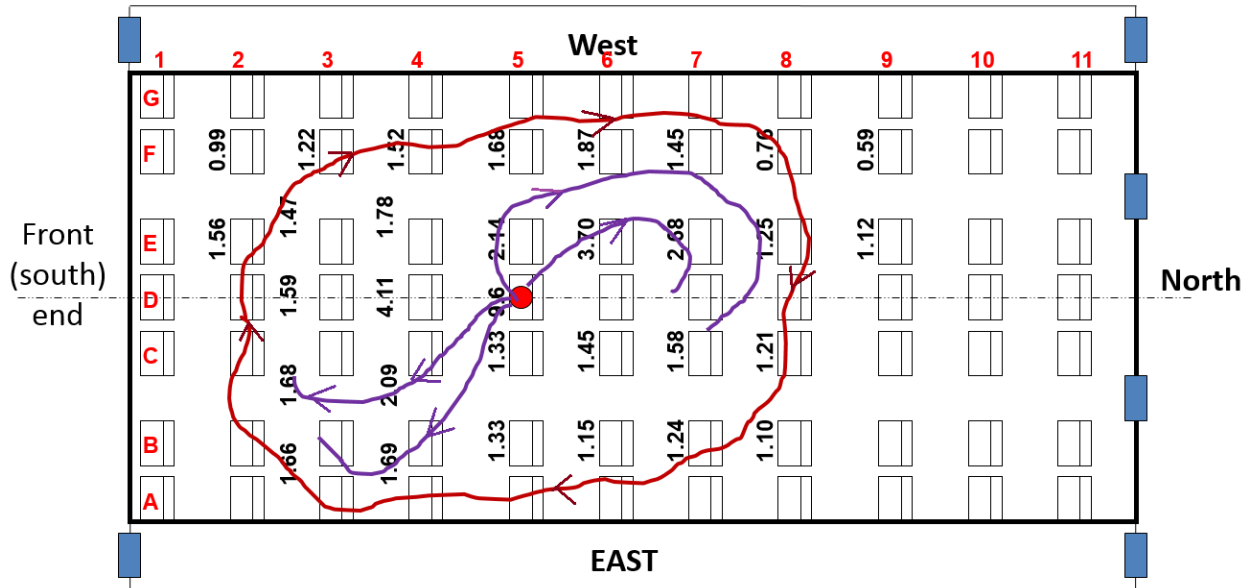 West
1 2 3 4 5 6 7 8 9 10 11
G
F 0.99 1.22 1.52 1.68 1.87 1.45 0.76 0.59
1.47 1.78
E 1.56 2.14 3.70 2.68 1.25 1.12
Front
(south)
end
D 1.59 4.11 9.6 North
C 1.33 1.45 1.58 1.21
1.68 2.09
B 1.33 1.15 1.24 1.10
1.66 1.69
A
EAST